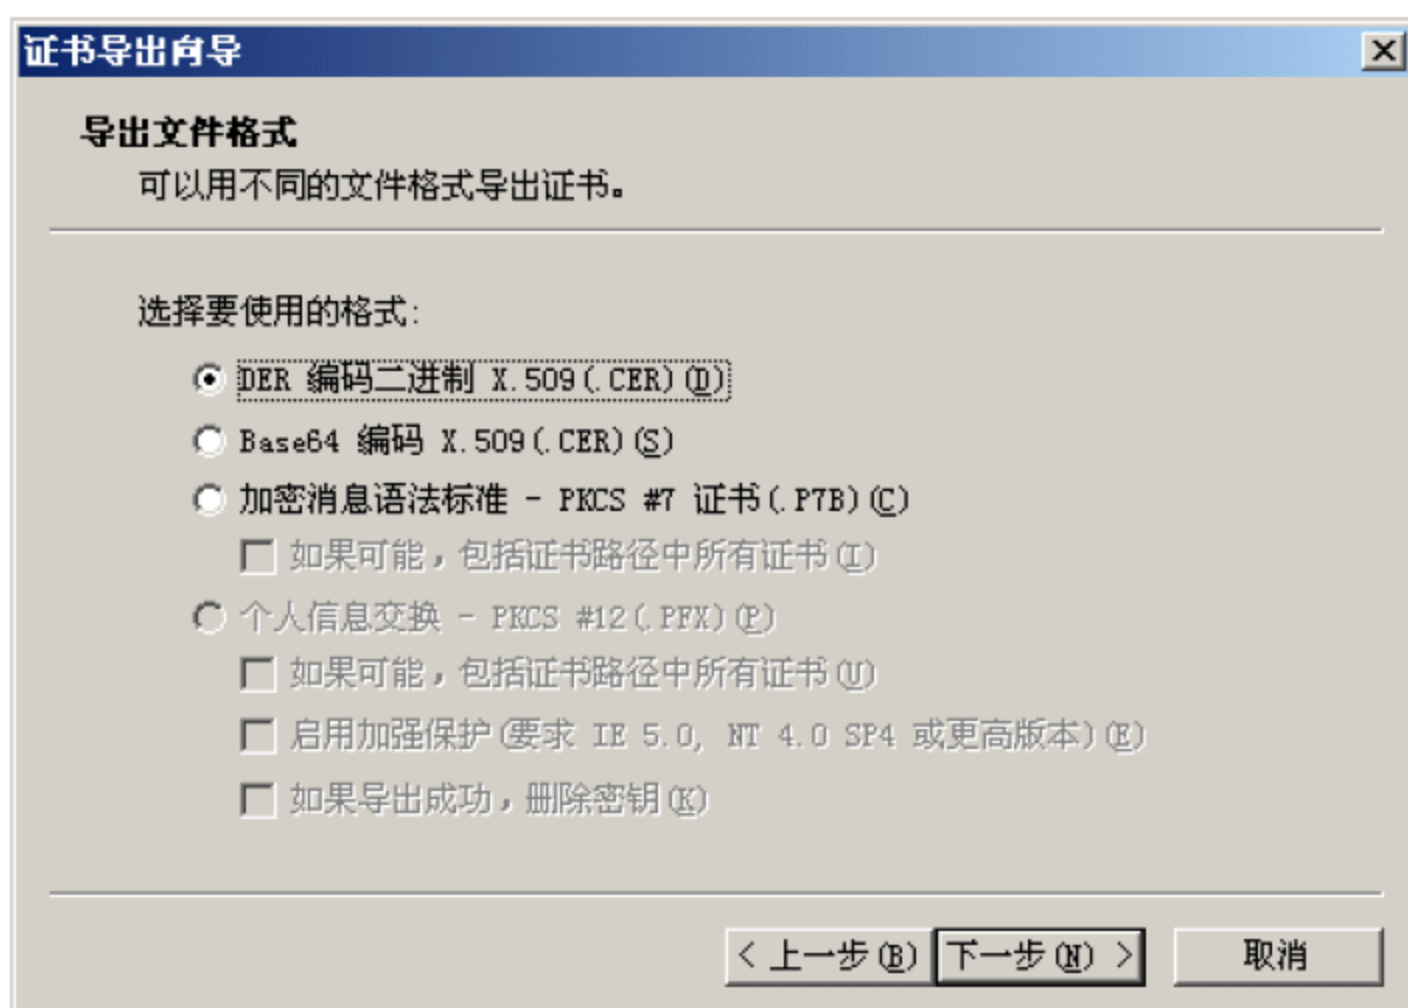 证书导出向导
导出文件格式
可以用不同的文件格式导出证书。
选择要使用的格式:
DER 编码二进制 X.509(.CER)(D)
Base64 编码 X.509(.CER)(S)
加密消息语法标准 - PKCS #7 证书(.P7B)(C)
如果可能，包括证书路径中所有证书(I)
个人信息交换 - PKCS #12(.PFX)(P)
如果可能，包括证书路径中所有证书(U)
启用加强保护(要求 IE 5.0, NT 4.0 SP4 或更高版本)(E)
如果导出成功，删除密钥(K)
< 上一步(B) 下一步(N) > 取消